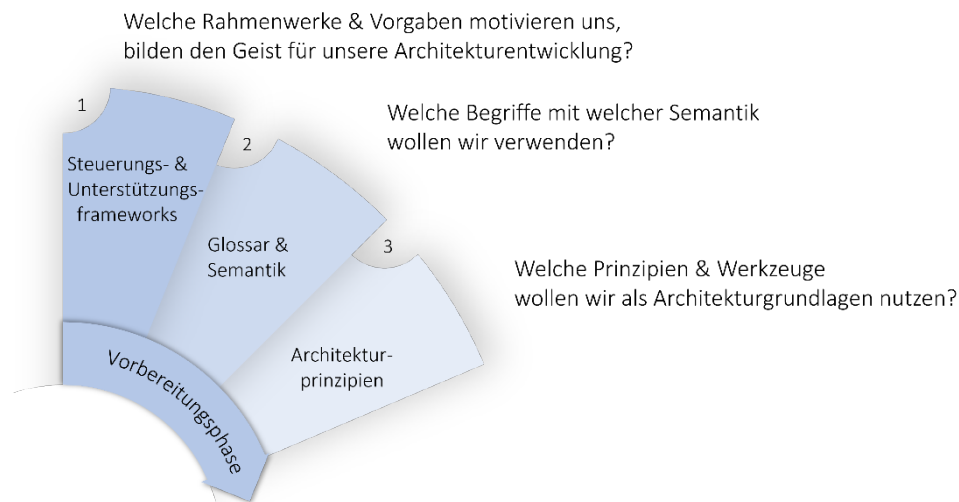 Welche Rahmenwerke & Vorgaben motivieren uns,
bilden den Geist für unsere Architekturentwicklung?
1
Steuerungs- &
Unterstützungs-
frameworks
Welche Begriffe mit welcher Semantik
wollen wir verwenden?
2
Glossar &
Semantik
3
Welche Prinzipien & Werkzeuge
wollen wir als Architekturgrundlagen nutzen?
Architektur-
prinzipien
Vorbereitungsphase